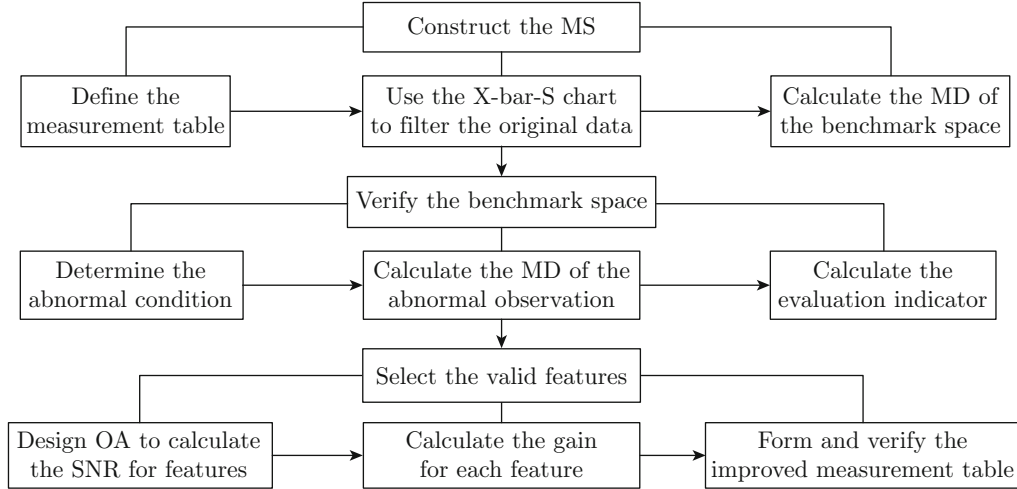 Construct the MS
Define the
measurement table
Use the X-bar-S chart
to filter the original data
Calculate the MD of
the benchmark space
Verify the benchmark space
Determine the
abnormal condition
Calculate the MD of the
abnormal observation
Calculate the
evaluation indicator
Select the valid features
Design OA to calculate
the SNR for features
Calculate the gain
for each feature
Form and verify the
improved measurement table